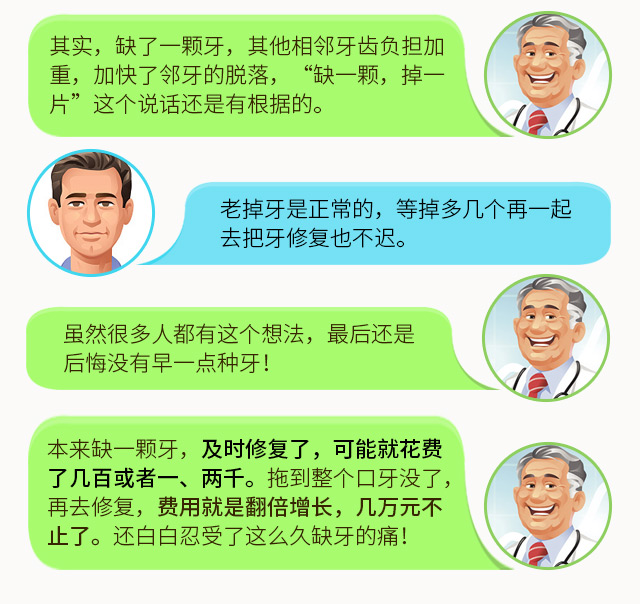 其实，缺了一颗牙，其他相邻牙齿负担加
重，加快了邻牙的脱落，“缺一颗，掉一
片”这个说话还是有根据的。
老掉牙是正常的，等掉多几个再一起
去把牙修复也不迟。
虽然很多人都有这个想法，最后还是
后悔没有早一点种牙！
本来缺一颗牙，及时修复了，可能就花费
了几百或者一、两千。拖到整个口牙没了，
再去修复，费用就是翻倍增长，几万元不
止了。还白白忍受了这么久缺牙的痛！